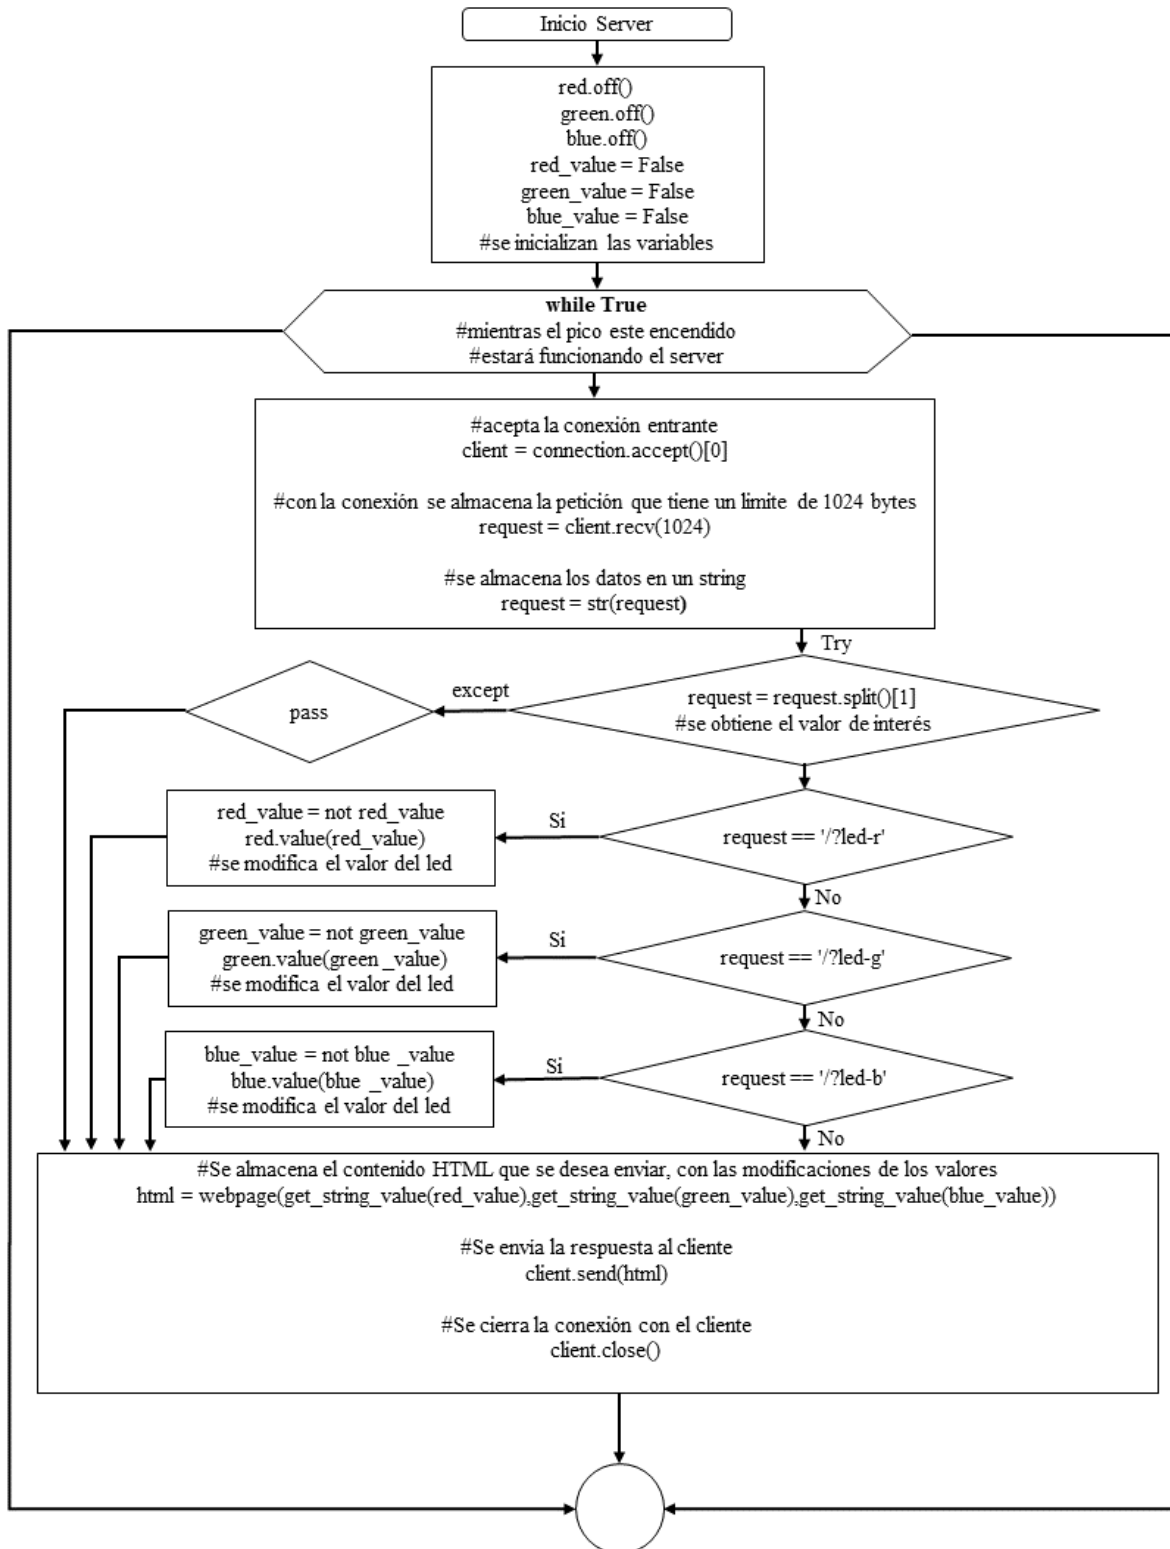 Inicio Server
red.off()
green.off()
blue.off()
red_value = False
green_value = False
blue_value = False
#se inicializan las variables
while True
#mientras el pico este encendido
#estará funcionando el server
#acepta la conexión entrante
client = connection.accept()[0]
#con la conexión se almacena la petición que tiene un limite de 1024 bytes
request = client.recv(1024)
#se almacena los datos en un string
request = str(request)
Try
request = request.split()[1]
#se obtiene el valor de interés
except
pass
request == '/?led-r'
Si
red_value = not red_value
red.value(red_value)
#se modifica el valor del led
No
request == '/?led-g'
Si
green_value = not green_value
green.value(green _value)
#se modifica el valor del led
No
request == '/?led-b'
Si
blue_value = not blue _value
blue.value(blue _value)
#se modifica el valor del led
No
#Se almacena el contenido HTML que se desea enviar, con las modificaciones de los valores
html = webpage(get_string_value(red_value),get_string_value(green_value),get_string_value(blue_value))
#Se envia la respuesta al cliente
client.send(html)
#Se cierra la conexión con el cliente
client.close()